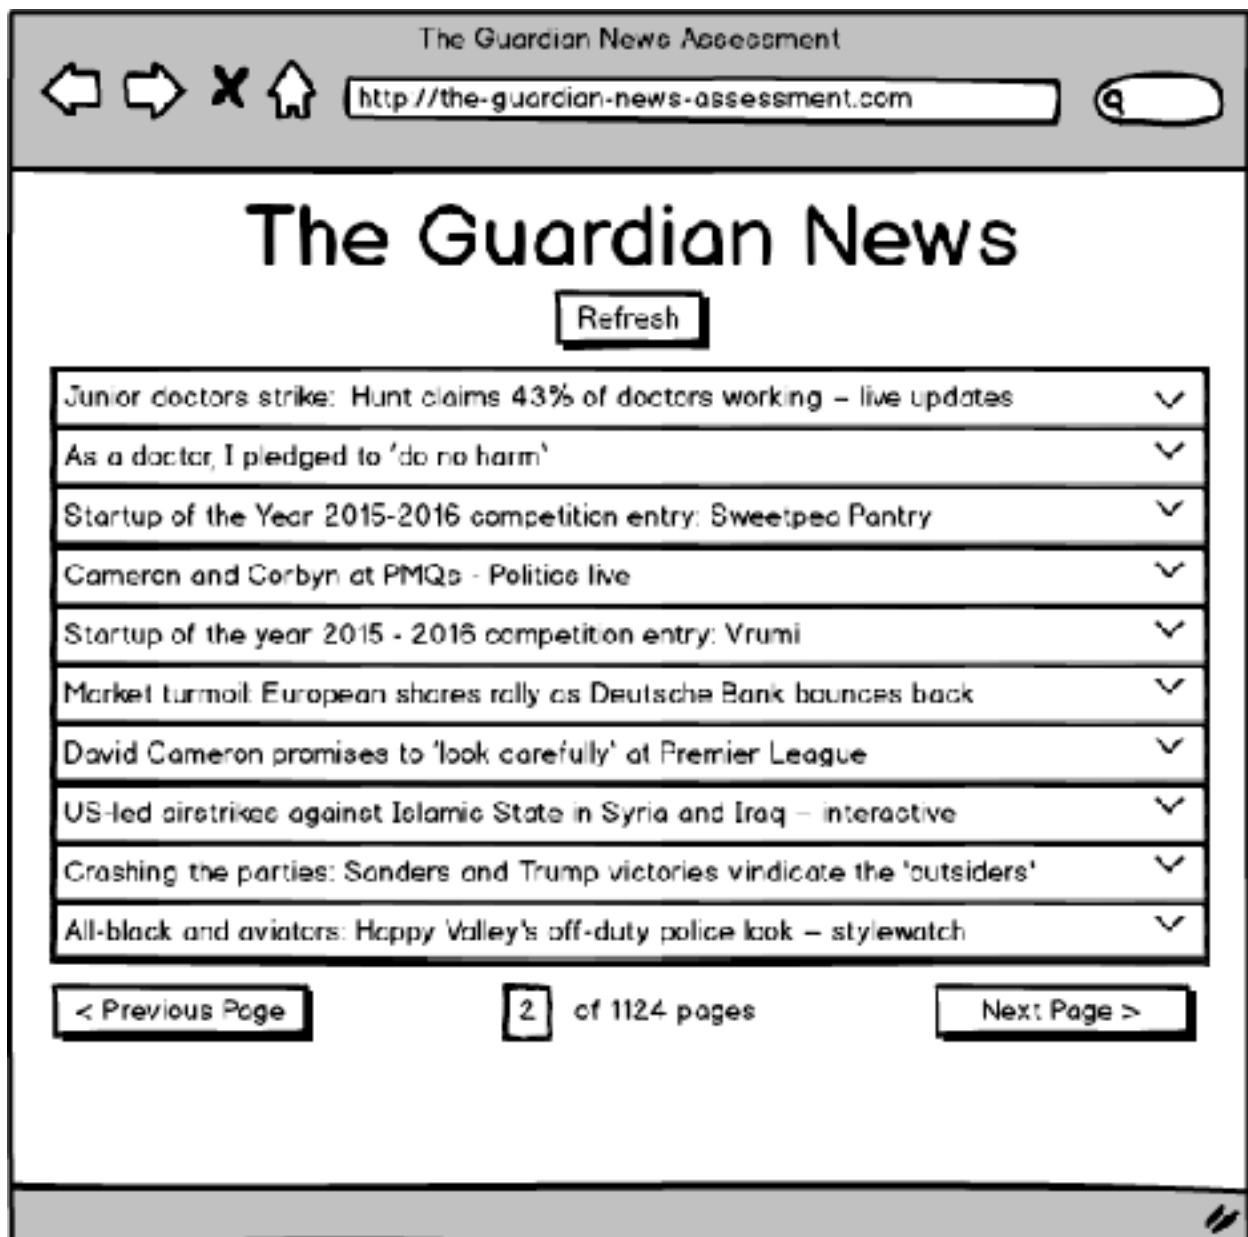 The Guardian News Assessment
http://the-guardian-news-assessment.com
The Guardian News
Refresh
Junior doctors strike: Hunt claims 43% of doctors working – live updates
As a doctor, I pledged to 'do no harm'
Startup of the Year 2015-2016 competition entry: Sweetpea Pantry
Cameron and Corbyn at PMQs - Politics live
Startup of the year 2015 - 2016 competition entry: Vrumi
Market turmoil: European shares rally as Deutsche Bank bounces back
David Cameron promises to 'look carefully' at Premier League
US-led airstrikes against Islamic State in Syria and Iraq – interactive
Crashing the parties: Sanders and Trump victories vindicate the 'outsiders'
All-black and aviators: Happy Valley's off-duty police look – stylewatch
< Previous Page 2 of 1124 pages Next Page >